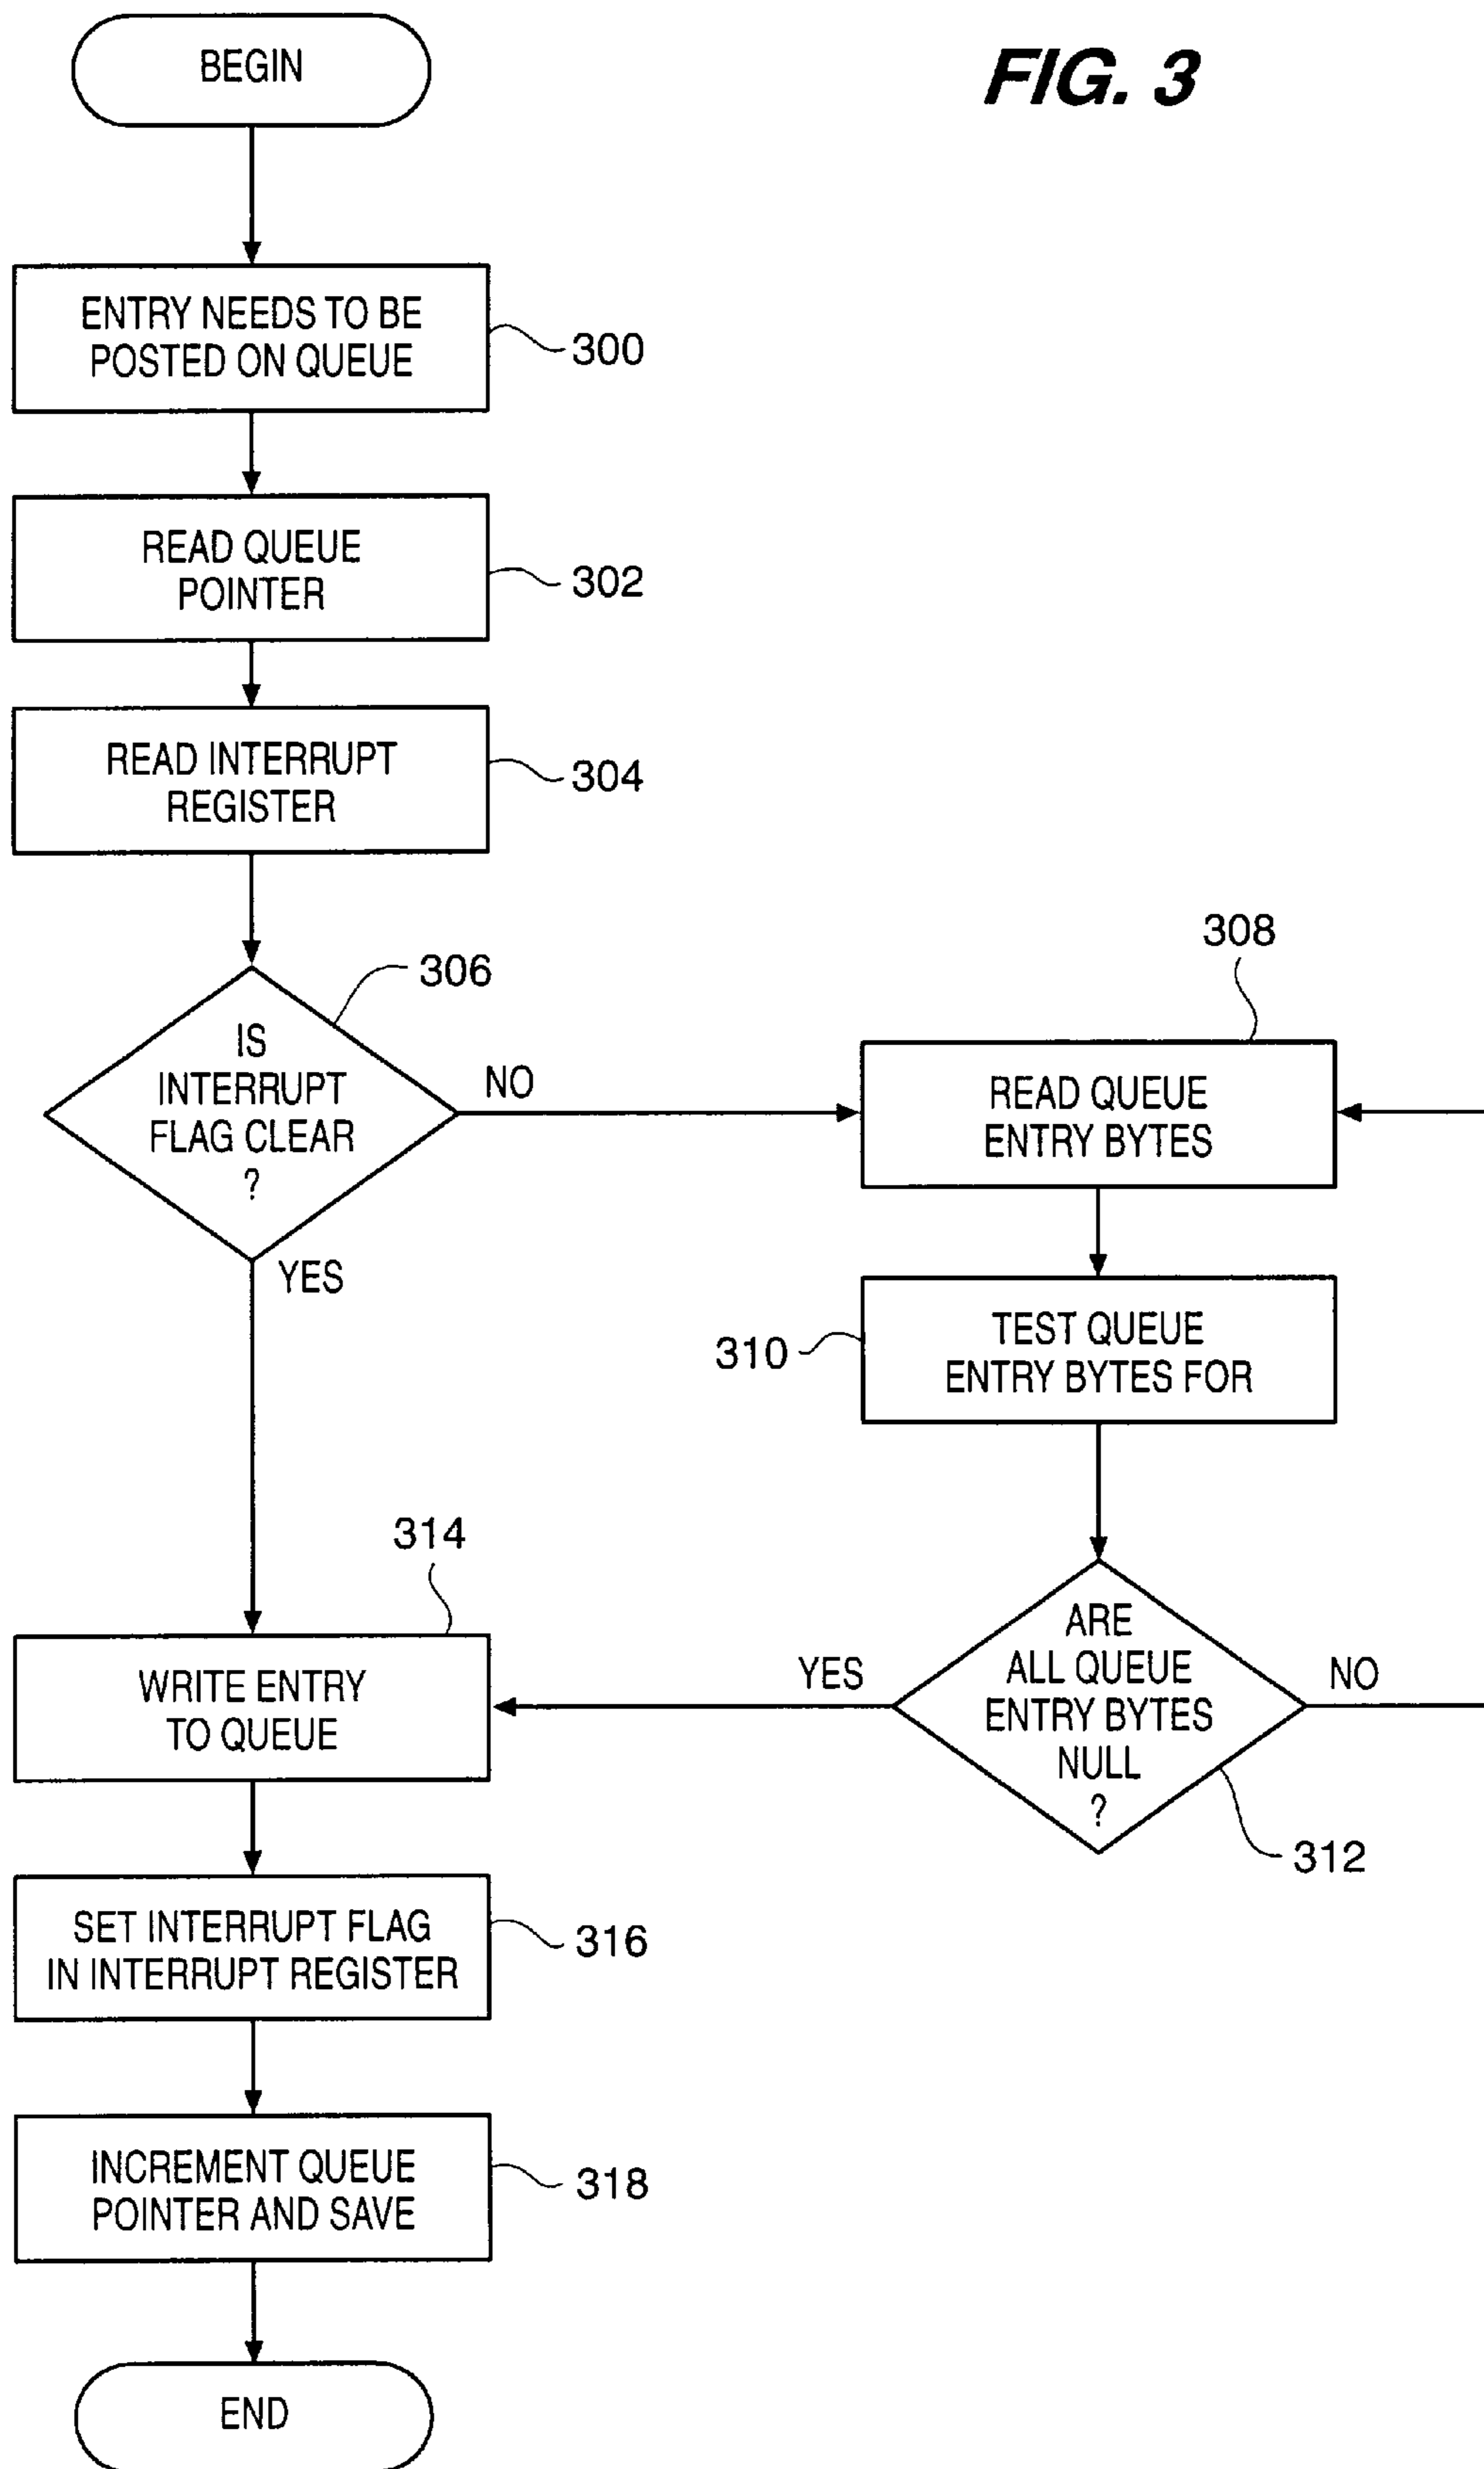 FIG. 3
BEGIN
ENTRY NEEDS TO BE
POSTED ON QUEUE
300
READ QUEUE
POINTER
302
READ INTERRUPT
REGISTER
304
306
IS
INTERRUPT
FLAG CLEAR
?
NO
YES
308
READ QUEUE
ENTRY BYTES
310
TEST QUEUE
ENTRY BYTES FOR
ARE
ALL QUEUE
ENTRY BYTES
NULL
?
YES
NO
312
314
WRITE ENTRY
TO QUEUE
SET INTERRUPT FLAG
IN INTERRUPT REGISTER
316
INCREMENT QUEUE
POINTER AND SAVE
318
END